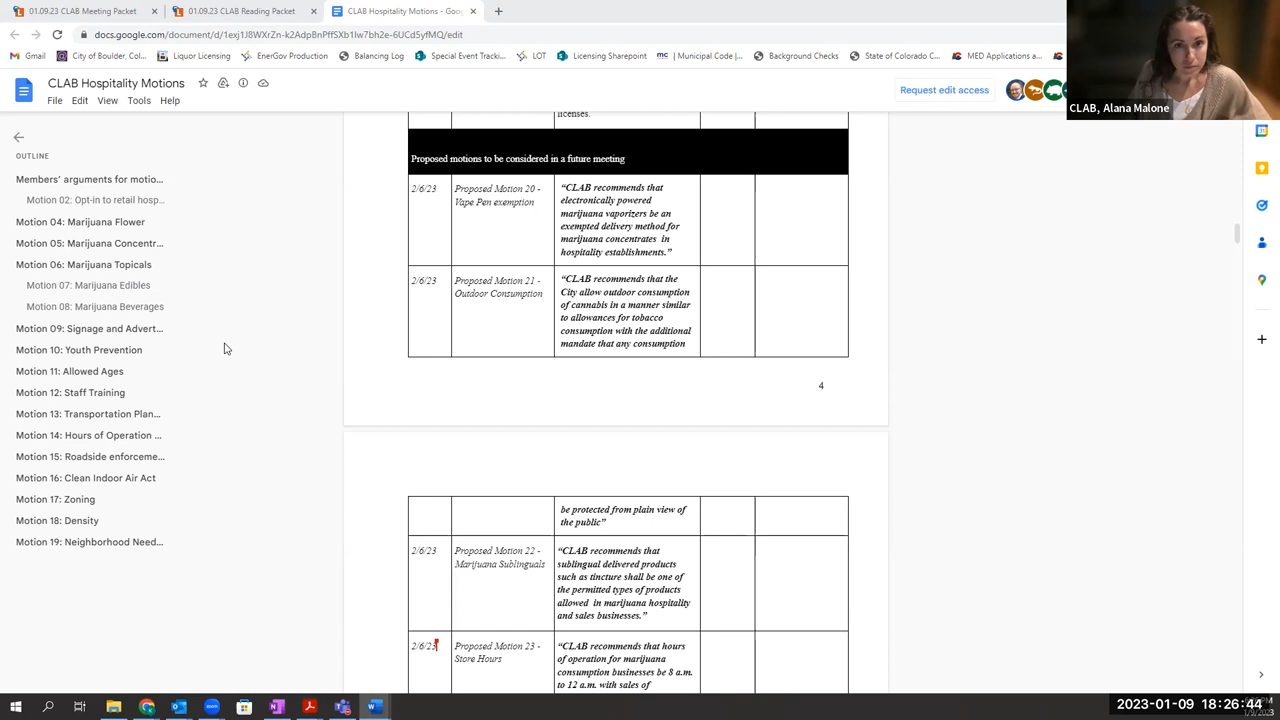 01.09.23 CLAB Meeting Packet
01.09.23 CLAB Reading Packet
CLAB Hospitality Motions - Goog
docs.google.com/document/d/1exj1J8WXrZn-k2AdpBnPffSXb1Iw7bh2e-6UCd5yfMQ/edit
Gmail
City of Boulder, Col...
Liquor Licensing
EnerGov Production
Balancing Log
Special Event Tracki...
LOT
Licensing Sharepoint
mc | Municipal Code |...
Background Checks
State of Colorado C...
MED Applications a...
CLAB Hospitality Motions
File Edit View Tools Help
Request edit access
CLAB, Alana Malone
OUTLINE
Members' arguments for motio...
Motion 02: Opt-in to retail hosp...
Motion 04: Marijuana Flower
Motion 05: Marijuana Concentr...
Motion 06: Marijuana Topicals
Motion 07: Marijuana Edibles
Motion 08: Marijuana Beverages
Motion 09: Signage and Advert...
Motion 10: Youth Prevention
Motion 11: Allowed Ages
Motion 12: Staff Training
Motion 13: Transportation Plan...
Motion 14: Hours of Operation ...
Motion 15: Roadside enforceme...
Motion 16: Clean Indoor Air Act
Motion 17: Zoning
Motion 18: Density
Motion 19: Neighborhood Need...
licenses.
Proposed motions to be considered in a future meeting
2/6/23
Proposed Motion 20 -
Vape Pen exemption
“CLAB recommends that
electronically powered
marijuana vaporizers be an
exempted delivery method for
marijuana concentrates in
hospitality establishments.”
2/6/23
Proposed Motion 21 -
Outdoor Consumption
“CLAB recommends that the
City allow outdoor consumption
of cannabis in a manner similar
to allowances for tobacco
consumption with the additional
mandate that any consumption
4
be protected from plain view of
the public”
2/6/23
Proposed Motion 22 -
Marijuana Sublinguals
“CLAB recommends that
sublingual delivered products
such as tincture shall be one of
the permitted types of products
allowed in marijuana hospitality
and sales businesses.”
2/6/23
Proposed Motion 23 -
Store Hours
“CLAB recommends that hours
of operation for marijuana
consumption businesses be 8 a.m.
to 12 a.m. with sales of
2023-01-09 18:26:44